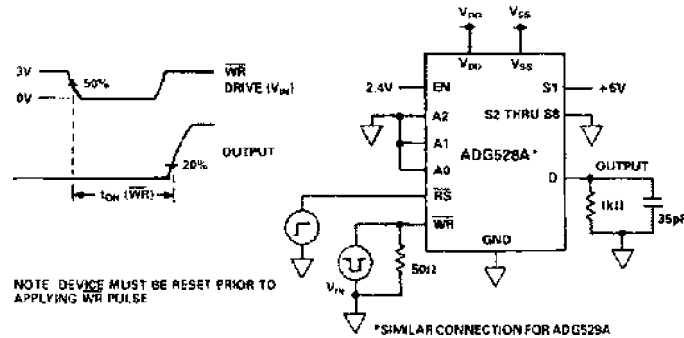 3V
0V
50%
WR
DRIVE (VIN)
OUTPUT
20%
tON (WR)
NOTE DEVICE MUST BE RESET PRIOR TO
APPLYING WR PULSE
VDD
VSS
VDD
VSS
2.4V
EN
A2
A1
A0
RS
WR
ADG528A*
GND
S1
+5V
S2 THRU S8
OUTPUT
D
1kΩ
35pF
50Ω
VIN
*SIMILAR CONNECTION FOR ADG529A